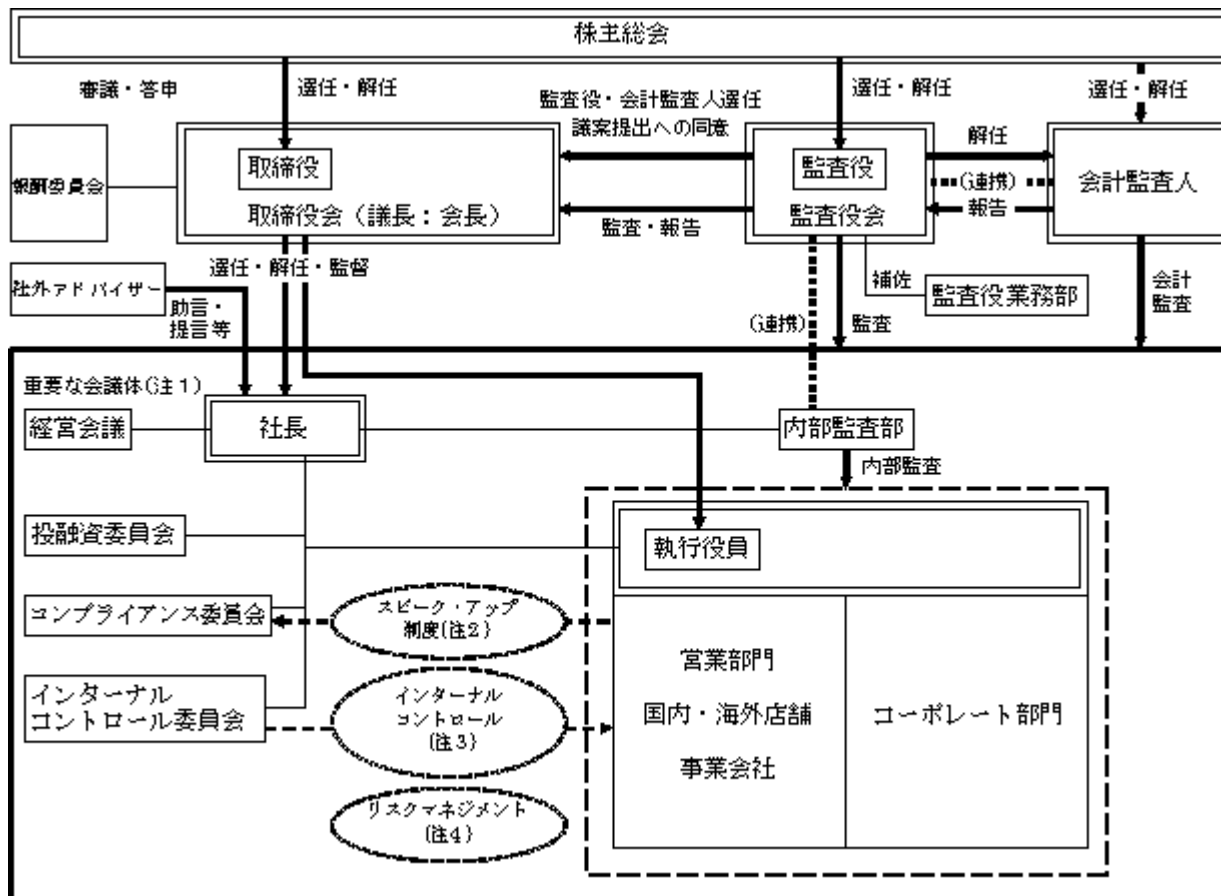 株主総会
審議・答申
選任・解任
監査役・会計監査人選任
議案提出への同意
選任・解任
選任・解任
報酬委員会
取締役
取締役会（議長：会長）
監査・報告
監査役
監査役会
解任
(連携)
報告
会計監査人
選任・解任・監督
社外アドバイザー
助言・
提言等
(連携)
監査
補佐
監査役業務部
会計
監査
重要な会議体(注１)
経営会議
社長
内部監査部
内部監査
投融資委員会
執行役員
コンプライアンス委員会
スピーク・アップ
制度(注２)
インターナル
コントロール委員会
インターナル
コントロール
(注３)
リスクマネジメント
(注４)
営業部門
国内・海外店舗
事業会社
コーポレート部門